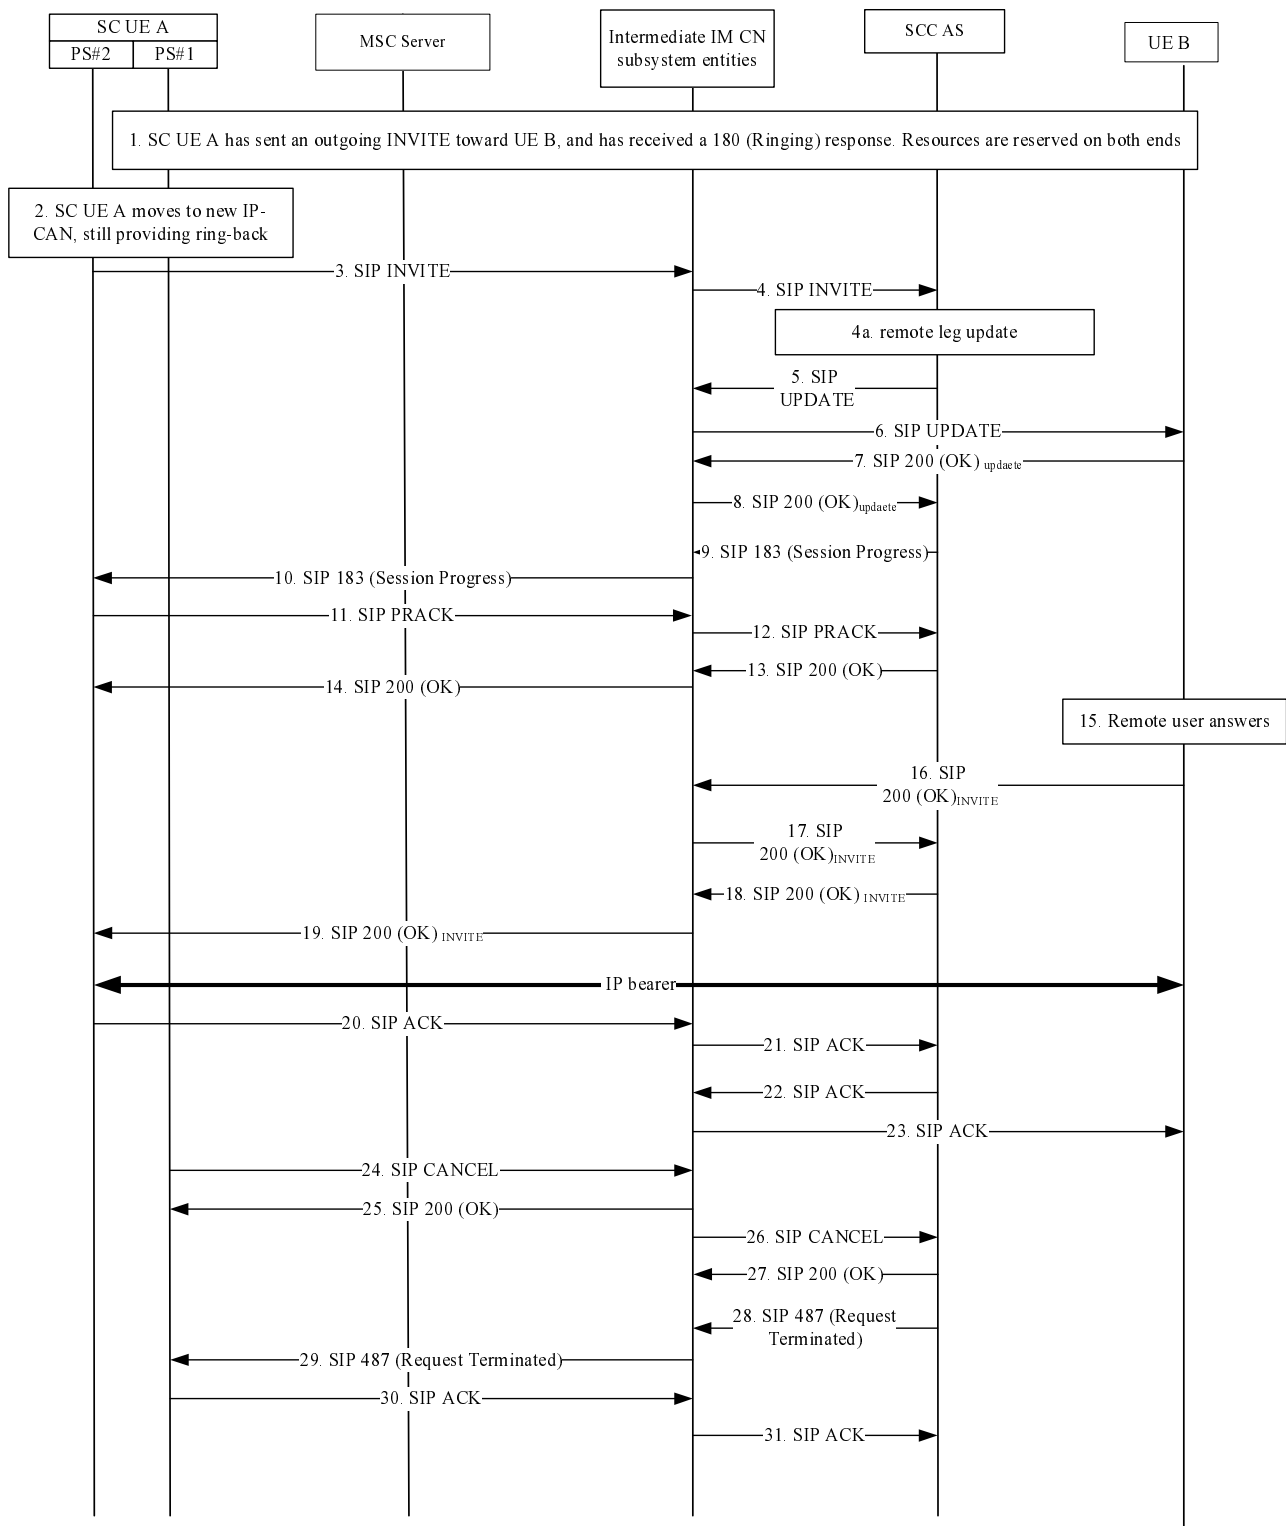 SC UE A
PS#2
PS#1
MSC Server
Intermediate IM CN
subsystem entities
SCC AS
UE B
1. SC UE A has sent an outgoing INVITE toward UE B, and has received a 180 (Ringing) response. Resources are reserved on both ends
2. SC UE A moves to new IP-
CAN, still providing ring-back
3. SIP INVITE
4. SIP INVITE
4a. remote leg update
5. SIP
UPDATE
6. SIP UPDATE
7. SIP 200 (OK) updaete
8. SIP 200 (OK)updaete
9. SIP 183 (Session Progress)
10. SIP 183 (Session Progress)
11. SIP PRACK
12. SIP PRACK
13. SIP 200 (OK)
14. SIP 200 (OK)
15. Remote user answers
16. SIP
200 (OK)INVITE
17. SIP
200 (OK)INVITE
18. SIP 200 (OK) INVITE
19. SIP 200 (OK) INVITE
IP bearer
20. SIP ACK
21. SIP ACK
22. SIP ACK
23. SIP ACK
24. SIP CANCEL
25. SIP 200 (OK)
26. SIP CANCEL
27. SIP 200 (OK)
28. SIP 487 (Request
Terminated)
29. SIP 487 (Request Terminated)
30. SIP ACK
31. SIP ACK